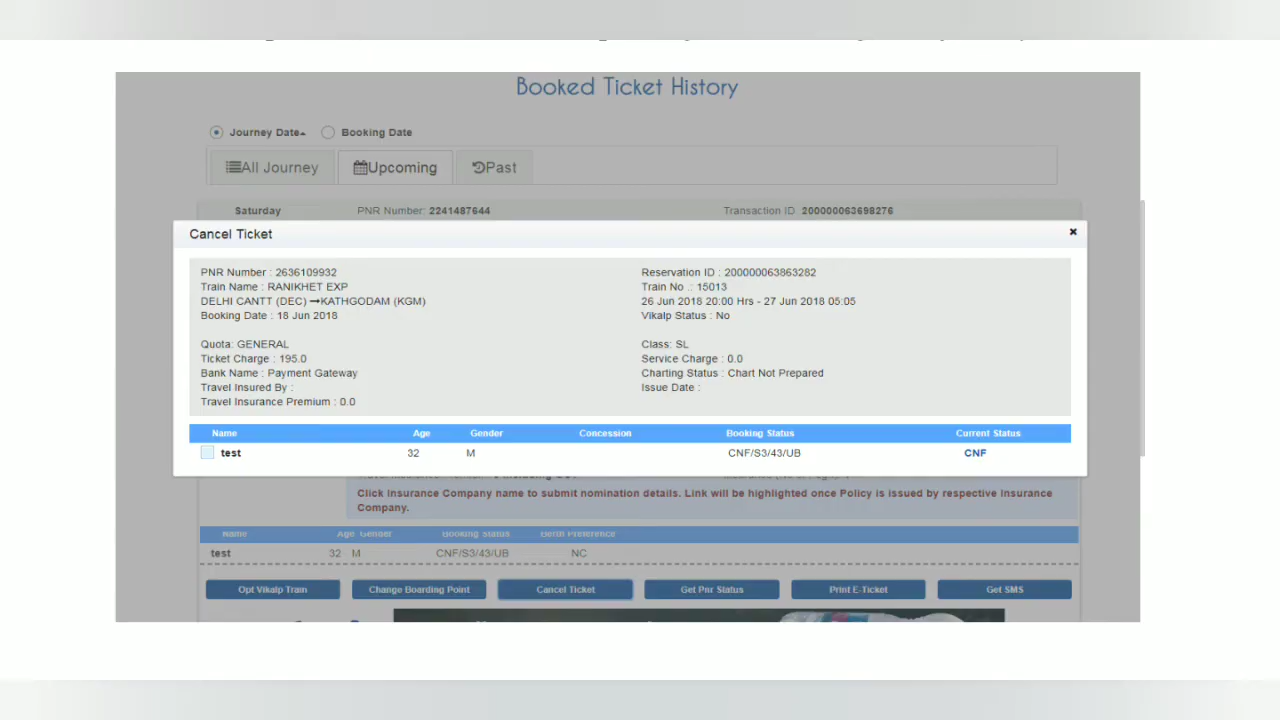 Booked Ticket History
Journey Date Booking Date
All Journey Upcoming Past
Saturday PNR Number: 2241487644 Transaction ID 200000063698276
Cancel Ticket ×
PNR Number : 2636109932 Reservation ID : 200000063863282
Train Name : RANIKHET EXP Train No .: 15013
DELHI CANTT (DEC) →KATHGODAM (KGM) 26 Jun 2018 20:00 Hrs - 27 Jun 2018 05:05
Booking Date : 18 Jun 2018 Vikalp Status : No
Quota: GENERAL Class: SL
Ticket Charge : 195.0 Service Charge : 0.0
Bank Name : Payment Gateway Charting Status : Chart Not Prepared
Travel Insured By : Issue Date :
Travel Insurance Premium : 0.0
Name Age Gender Concession Booking Status Current Status
test 32 M CNF/S3/43/UB CNF
Click Insurance Company name to submit nomination details. Link will be highlighted once Policy is issued by respective Insurance
Company.
Name Age Gender Booking Status Berth Preference
test 32 M CNF/S3/43/UB NC
Opt Vikalp Train Change Boarding Point Cancel Ticket Get Pnr Status Print E-Ticket Get SMS